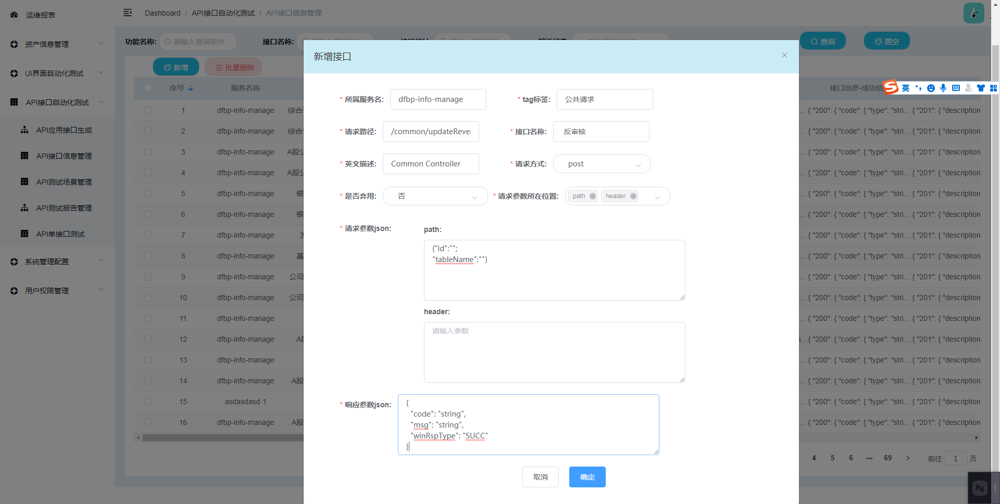 运维报表
资产信息管理
UI界面自动化测试
API接口自动化测试
API应用接口生成
API接口信息管理
API测试场景管理
API测试报告管理
API单接口测试
系统管理配置
用户权限管理
Dashboard / API接口自动化测试 / API接口信息管理
功能名称: 请输入查询条件 接口名称:
查询 置空
新增 批量删除
序号 服务名称 接口出参-成功信
1 dfbp-info-manage 综合 { "200": { "code": { "type": "stri... { "201": { "description
2 dfbp-info-manage 综合 { "200": { "code": { "type": "stri... { "201": { "description
3 dfbp-info-manage A股公 { "200": { "code": { "type": "stri... { "201": { "description
4 dfbp-info-manage A股公 { "200": { "code": { "type": "stri... { "201": { "description
5 dfbp-info-manage 银 { "200": { "code": { "type": "stri... { "201": { "description
6 dfbp-info-manage 银 { "200": { "code": { "type": "stri... { "201": { "description
7 dfbp-info-manage { "200": { "code": { "type": "stri... { "201": { "description
8 dfbp-info-manage 基 { "200": { "code": { "type": "stri... { "201": { "description
9 dfbp-info-manage 公司 { "200": { "code": { "type": "stri... { "201": { "description
10 dfbp-info-manage 公司 { "200": { "code": { "type": "stri... { "201": { "description
11 dfbp-info-manage { "200": { "code": { "type": "stri... { "201": { "description
12 dfbp-info-manage A股 { "200": { "code": { "type": "stri... { "201": { "description
13 dfbp-info-manage { "200": { "code": { "type": "stri... { "201": { "description
14 dfbp-info-manage A股 { "200": { "code": { "type": "stri... { "201": { "description
15 asdasdasd·1 { "200": { "code": { "type": "stri... { "201": { "description
16 dfbp-info-manage A股 { "200": { "code": { "type": "stri... { "201": { "description
4 5 6 ••• 69 > 前往 1 页
英
新增接口
* 所属服务名: dfbp-info-manage * tag标签: 公共请求
* 请求路径: /common/updateRever * 接口名称: 反审核
* 英文描述: Common Controller * 请求方式: post
* 是否弃用: 否 * 请求参数所在位置: path header
* 请求参数json: path:
{"id":"";
"tableName":""}
header:
请输入参数
* 响应参数json: {
"code": "string",
"msg": "string",
"winRspType": "SUCC"
}
取消 确定